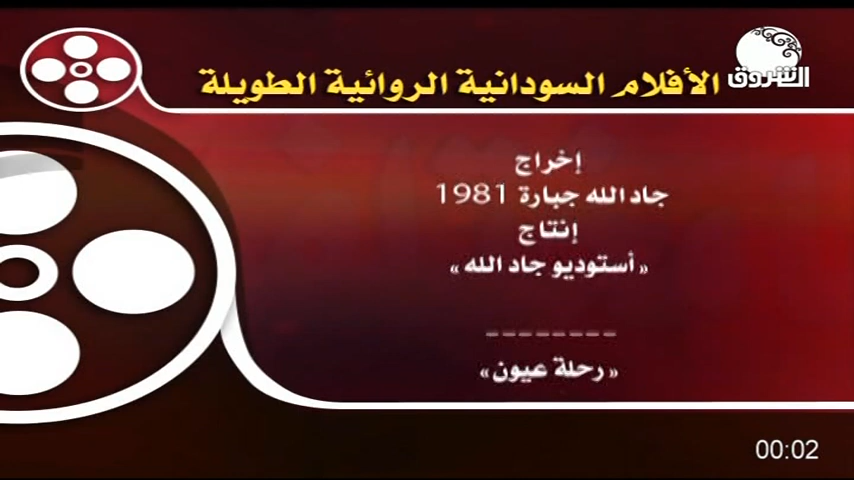 الشروق
الأفلام السودانية الروائية الطويلة
إخراج
جاد الله جبارة 1981
إنتاج
«أستوديو جاد الله»
--------
«رحلة عيون»
00:02